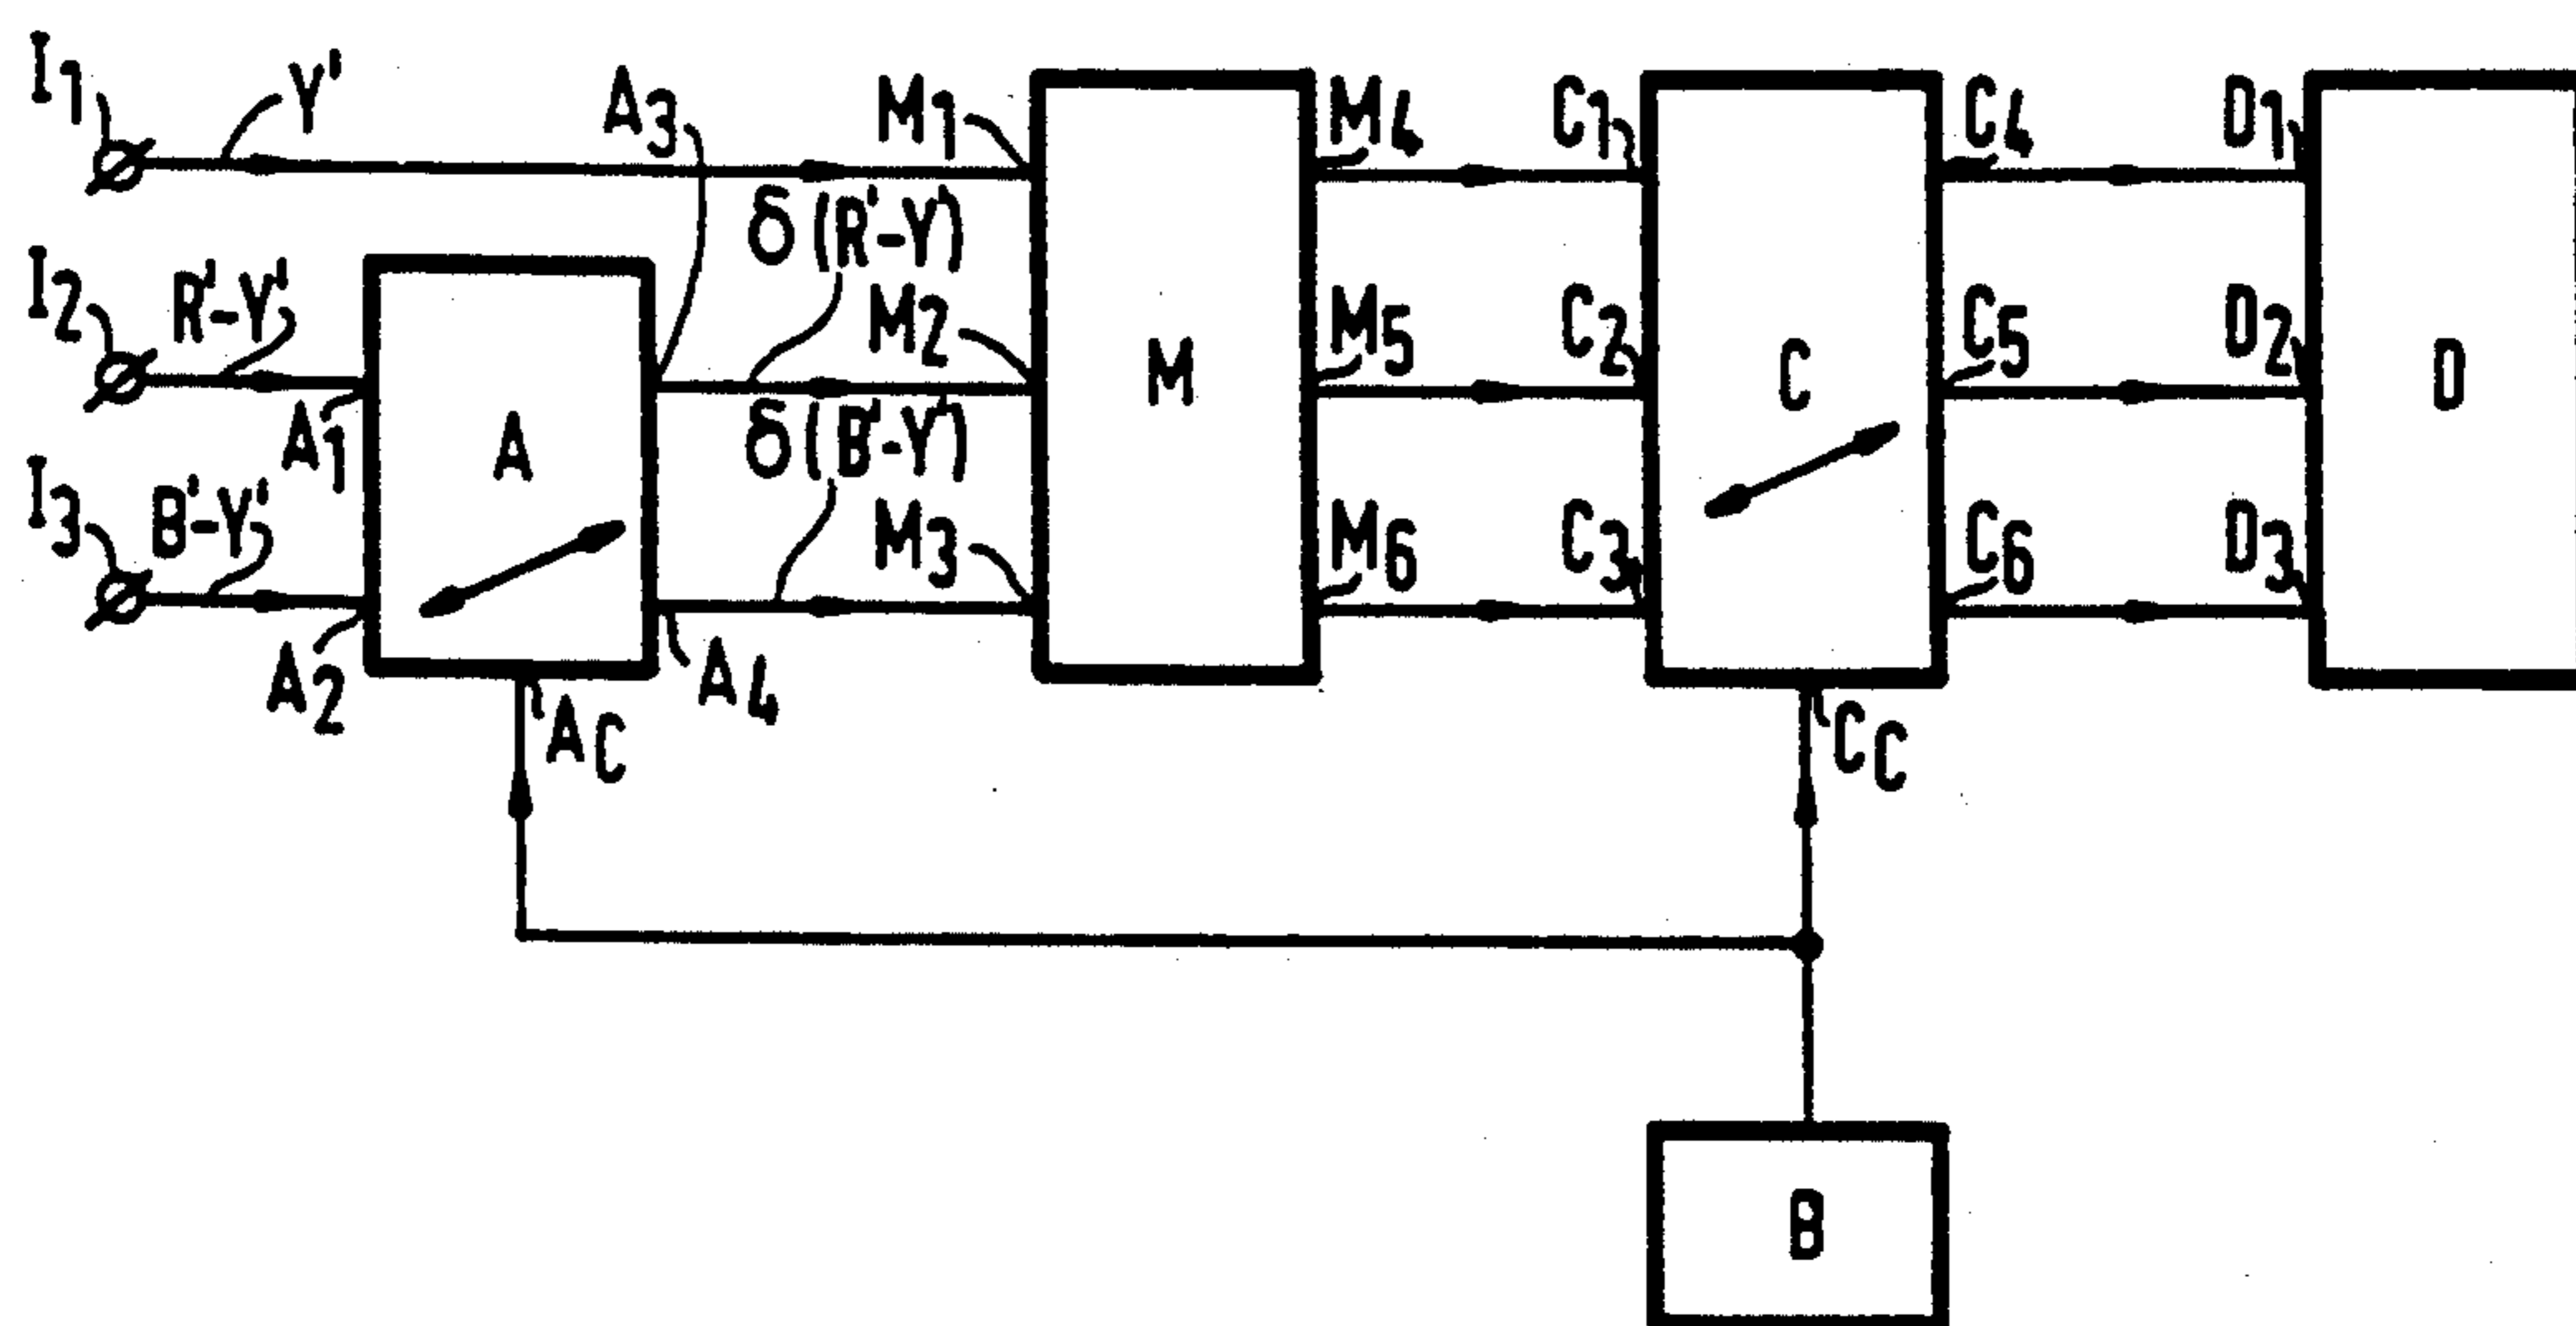 I1 Y' A3 M1 M4 C1 C4 D1
δ(R'-Y')
I2 R'-Y' M2 M5 C2 C5 D2
A1 A M C D
δ(B'-Y')
I3 B'-Y' M3 M6 C3 C6 D3
A2 AC A4 CC
B